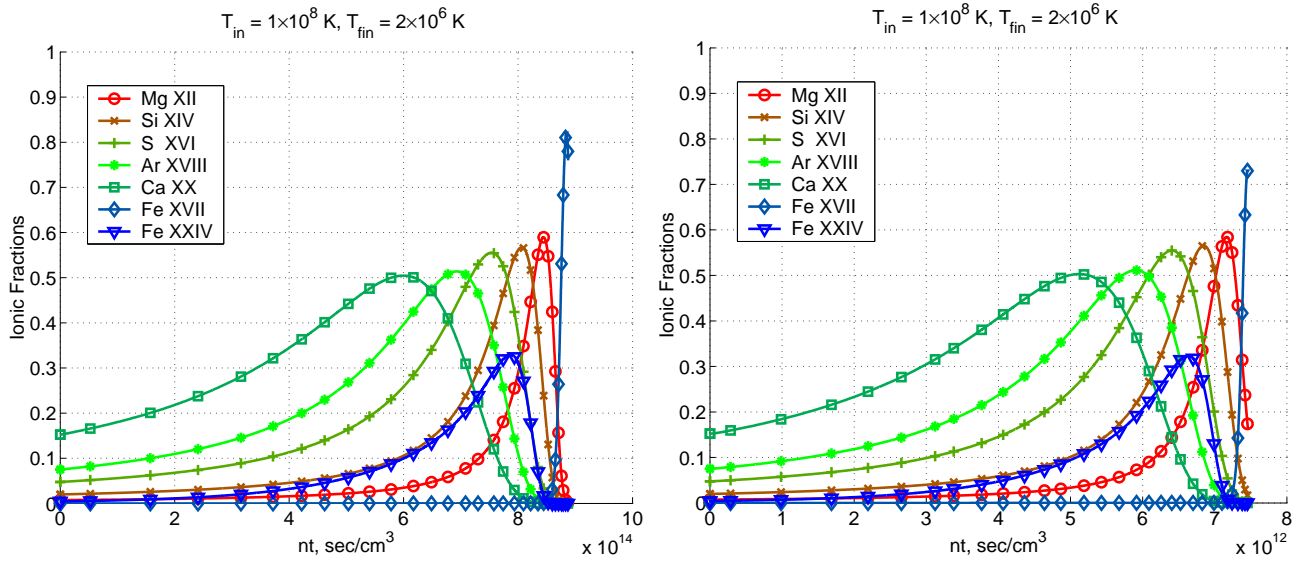 T_in = 1×10^8 K, T_fin = 2×10^6 K
Ionic Fractions
1
0.9
0.8
0.7
0.6
0.5
0.4
0.3
0.2
0.1
0
Mg XII
Si XIV
S XVI
Ar XVIII
Ca XX
Fe XVII
Fe XXIV
0 2 4 6 8 10
x 10^14
nt, sec/cm^3
T_in = 1×10^8 K, T_fin = 2×10^6 K
Ionic Fractions
1
0.9
0.8
0.7
0.6
0.5
0.4
0.3
0.2
0.1
0
Mg XII
Si XIV
S XVI
Ar XVIII
Ca XX
Fe XVII
Fe XXIV
0 1 2 3 4 5 6 7 8
x 10^12
nt, sec/cm^3